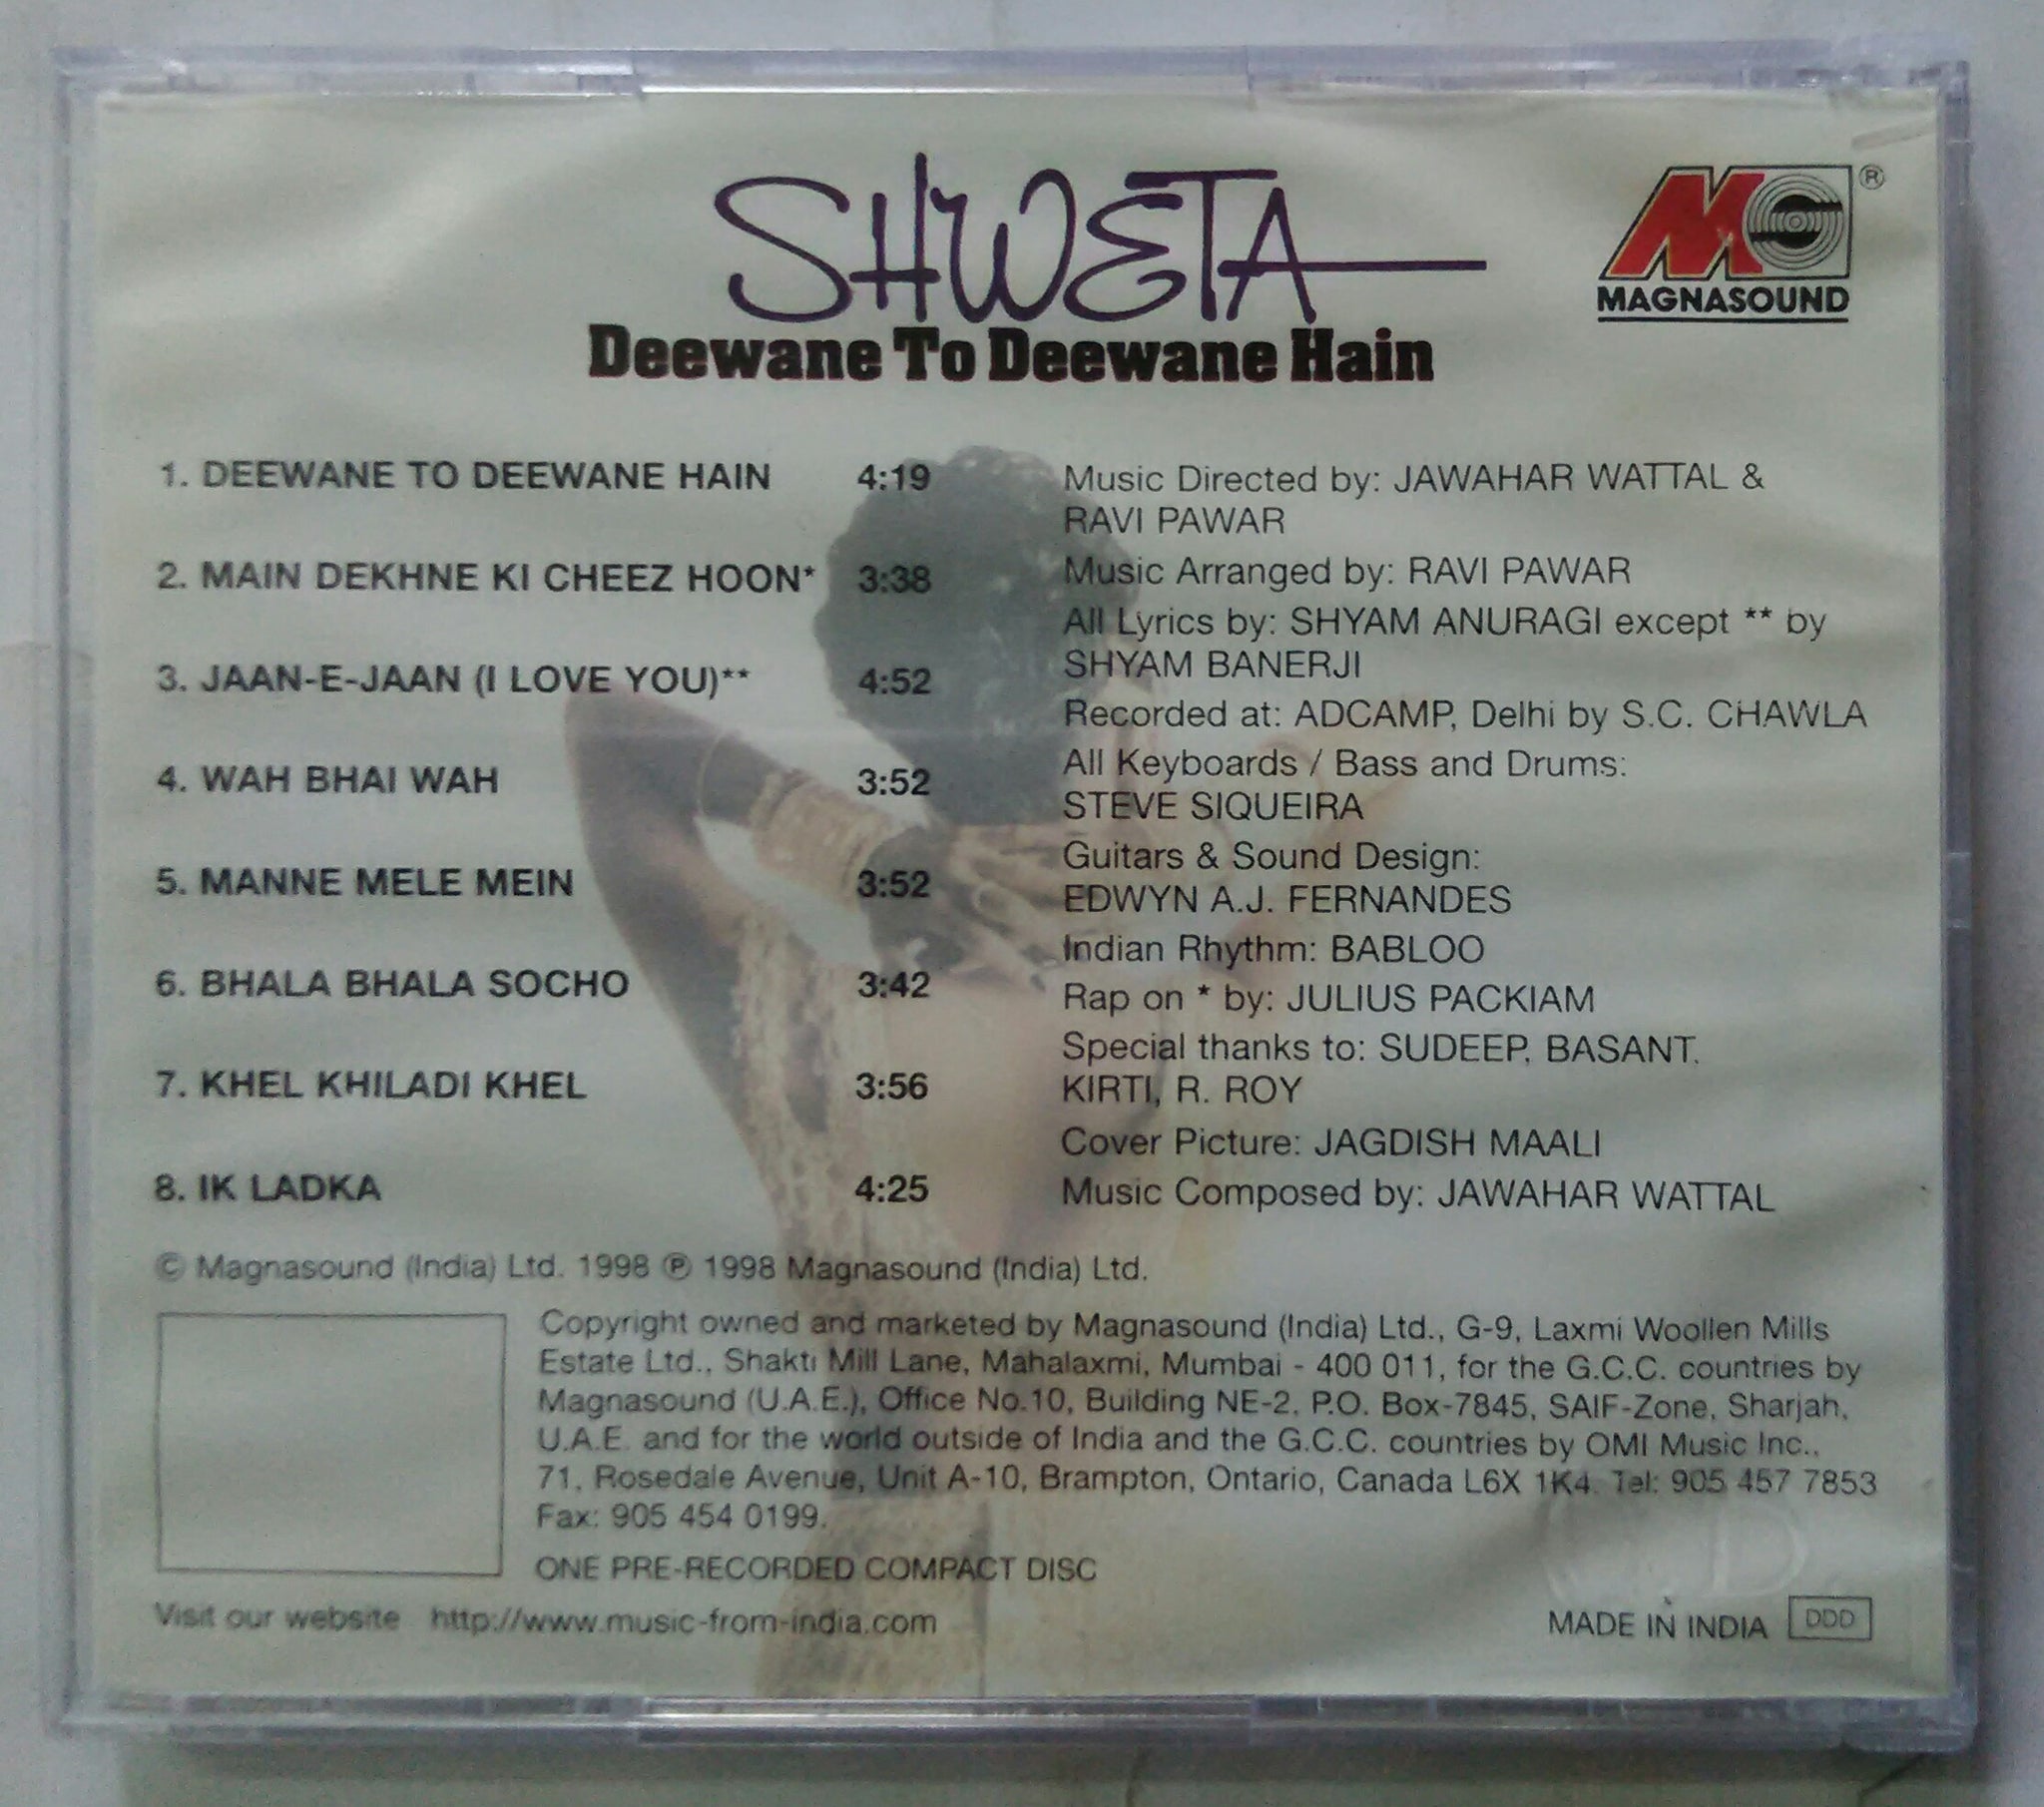 SHWETA
Deewane To Deewane Hain
MAGNASOUND
®
1. DEEWANE TO DEEWANE HAIN 4:19
2. MAIN DEKHNE KI CHEEZ HOON* 3:38
3. JAAN-E-JAAN (I LOVE YOU)** 4:52
4. WAH BHAI WAH 3:52
5. MANNE MELE MEIN 3:52
6. BHALA BHALA SOCHO 3:42
7. KHEL KHILADI KHEL 3:56
8. IK LADKA 4:25
Music Directed by: JAWAHAR WATTAL &
RAVI PAWAR
Music Arranged by: RAVI PAWAR
All Lyrics by: SHYAM ANURAGI except ** by
SHYAM BANERJI
Recorded at: ADCAMP, Delhi by S.C. CHAWLA
All Keyboards / Bass and Drums:
STEVE SIQUEIRA
Guitars & Sound Design:
EDWYN A.J. FERNANDES
Indian Rhythm: BABLOO
Rap on * by: JULIUS PACKIAM
Special thanks to: SUDEEP, BASANT,
KIRTI, R. ROY
Cover Picture: JAGDISH MAALI
Music Composed by: JAWAHAR WATTAL
© Magnasound (India) Ltd. 1998 ℗ 1998 Magnasound (India) Ltd.
Copyright owned and marketed by Magnasound (India) Ltd., G-9, Laxmi Woollen Mills
Estate Ltd., Shakti Mill Lane, Mahalaxmi, Mumbai - 400 011, for the G.C.C. countries by
Magnasound (U.A.E.), Office No.10, Building NE-2, P.O. Box-7845, SAIF-Zone, Sharjah,
U.A.E. and for the world outside of India and the G.C.C. countries by OMI Music Inc.,
71, Rosedale Avenue, Unit A-10, Brampton, Ontario, Canada L6X 1K4. Tel: 905 457 7853
Fax: 905 454 0199.
ONE PRE-RECORDED COMPACT DISC
Visit our website http://www.music-from-india.com
MADE IN INDIA DDD